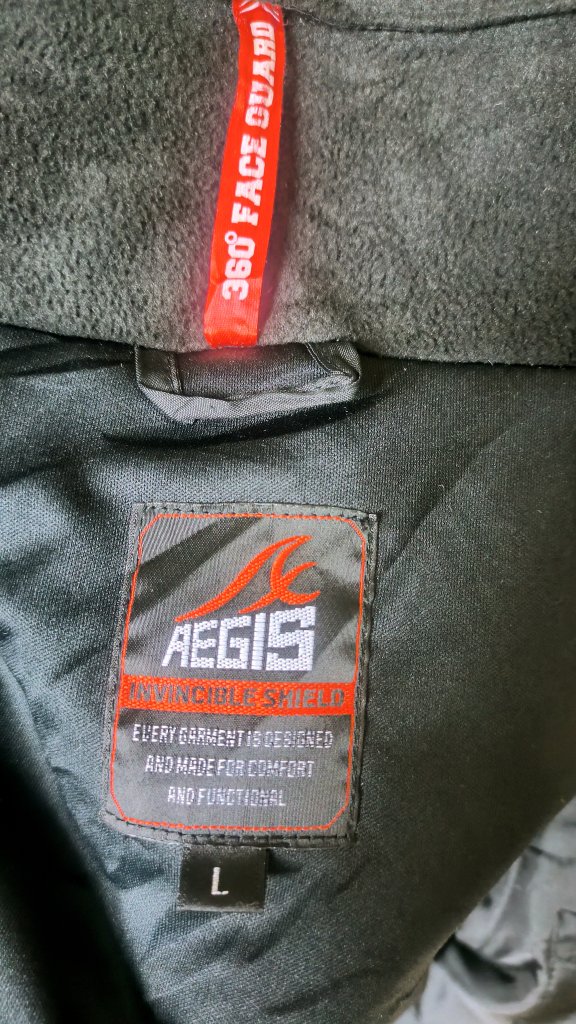 360° FACE GUARD
AEGIS
INVINCIBLE SHIELD
EVERY GARMENT IS DESIGNED
AND MADE FOR COMFORT
AND FUNCTIONAL
L